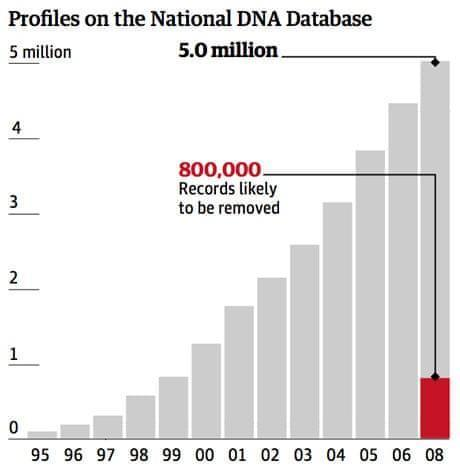 Profiles on the National DNA Database
5 million
5.0 million
4
800,000
Records likely
to be removed
3
2
1
0
95 96 97 98 99 00 01 02 03 04 05 06 08